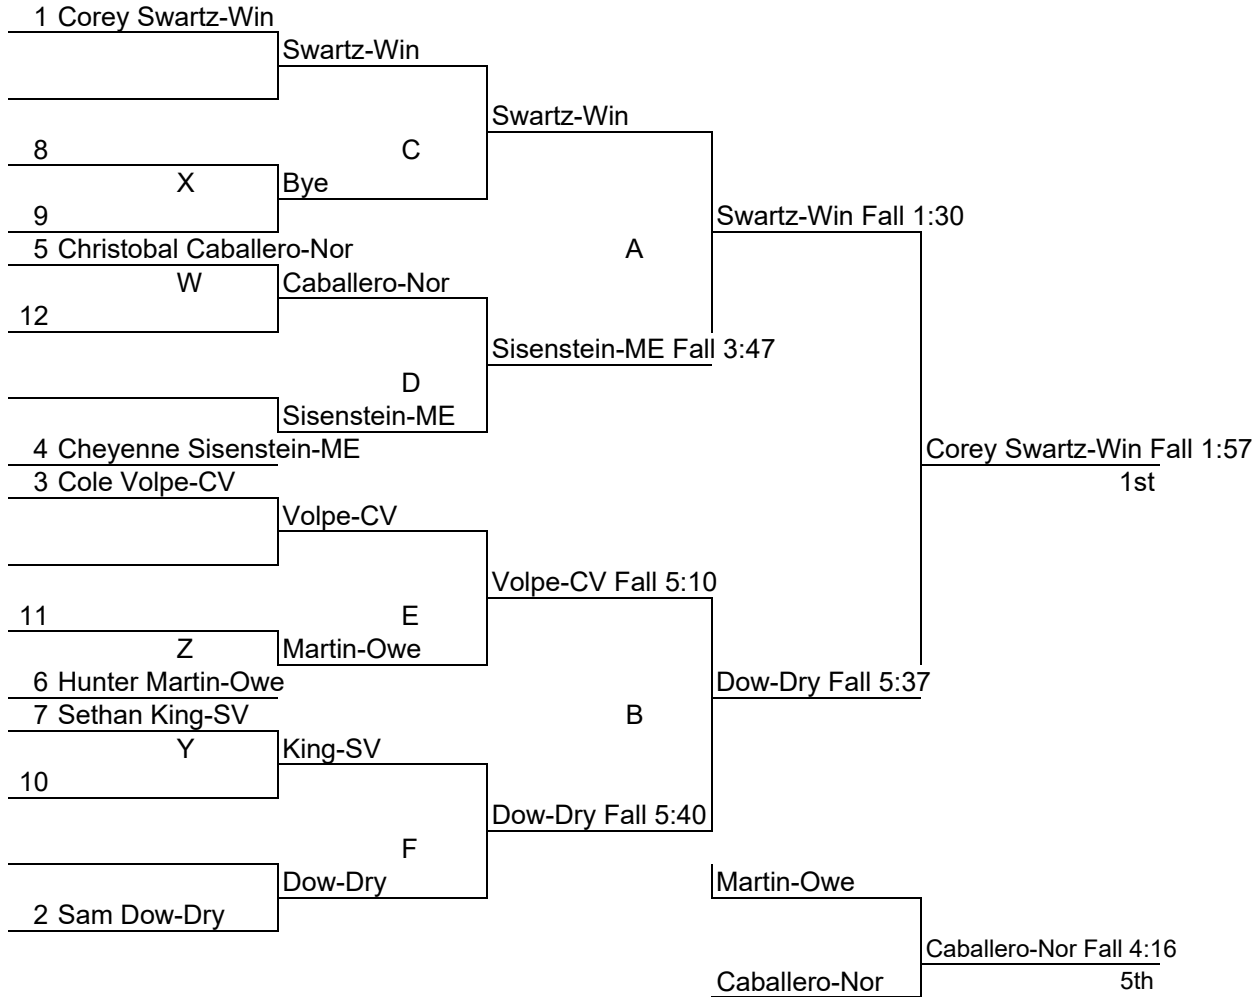 1 Corey Swartz-Win
Swartz-Win
Swartz-Win
8
C
X
Bye
9
Swartz-Win Fall 1:30
5 Christobal Caballero-Nor
A
W
Caballero-Nor
12
Sisenstein-ME Fall 3:47
D
Sisenstein-ME
4 Cheyenne Sisenstein-ME
Corey Swartz-Win Fall 1:57
3 Cole Volpe-CV
1st
Volpe-CV
Volpe-CV Fall 5:10
11
E
Z
Martin-Owe
6 Hunter Martin-Owe
Dow-Dry Fall 5:37
7 Sethan King-SV
B
Y
King-SV
10
Dow-Dry Fall 5:40
F
Dow-Dry
Martin-Owe
2 Sam Dow-Dry
Caballero-Nor Fall 4:16
Caballero-Nor
5th